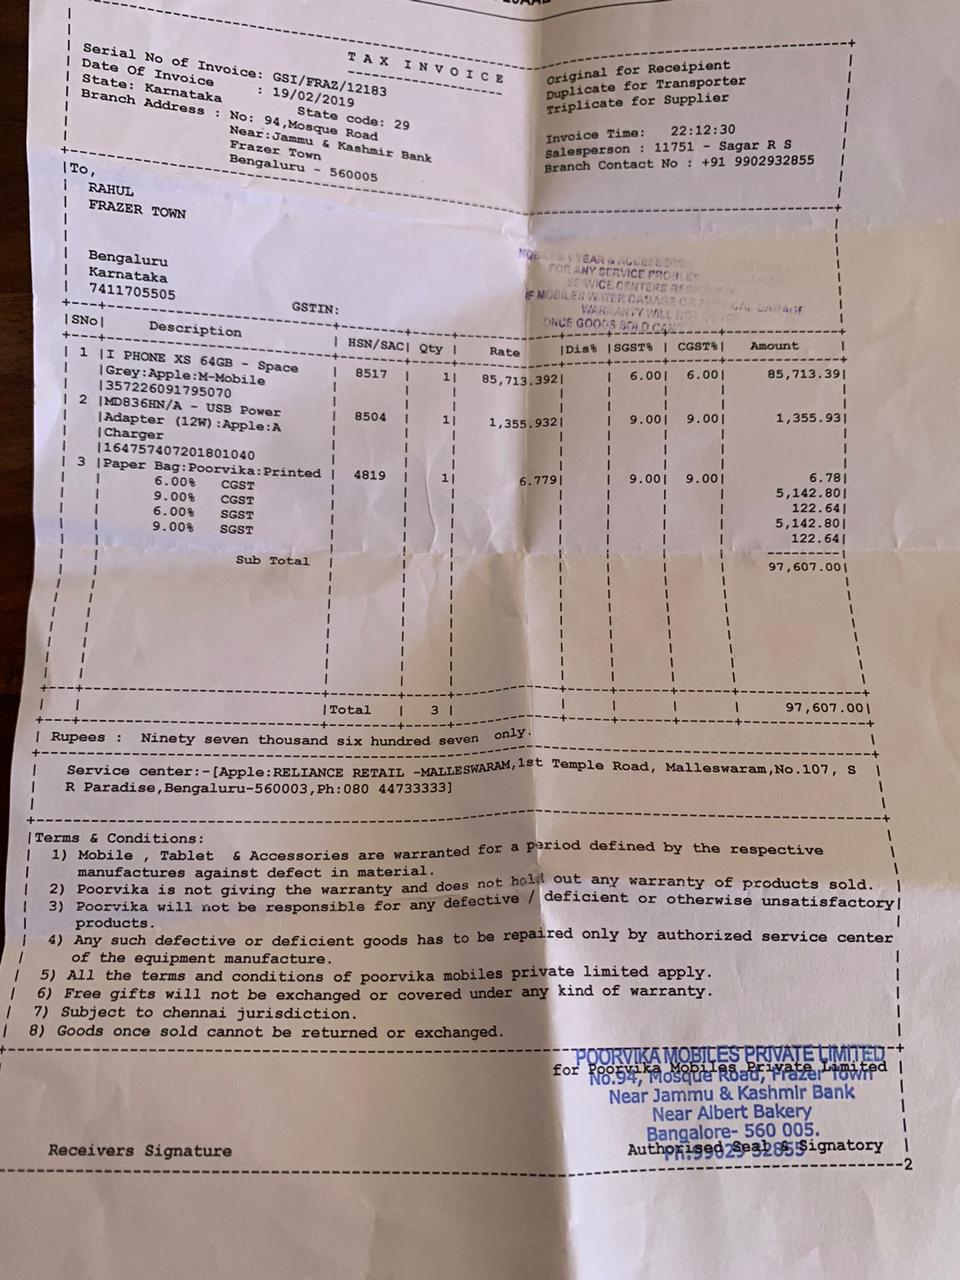 TAX INVOICE
Serial No of Invoice: GSI/FRAZ/12183
Date Of Invoice : 19/02/2019
State: Karnataka State code: 29
Branch Address : No: 94,Mosque Road
Near:Jammu & Kashmir Bank
Frazer Town
Bengaluru - 560005
Original for Receipient
Duplicate for Transporter
Triplicate for Supplier
Invoice Time: 22:12:30
Salesperson : 11751 - Sagar R S
Branch Contact No : +91 9902932855
To,
RAHUL
FRAZER TOWN
Bengaluru
Karnataka
7411705505
GSTIN:
1 YEAR &
FOR ANY SERVICE
SERVICE CENTERS
IF MOBILES WATER DAMAGE OR DAMAGE
WARRANTY WILL
ONCE GOODS SOLD
SNo Description HSN/SAC Qty Rate Dis% SGST% CGST% Amount
1 I PHONE XS 64GB - Space 8517 1 85,713.392 6.00 6.00 85,713.39
Grey:Apple:M-Mobile
357226091795070
2 MD836HN/A - USB Power 8504 1 1,355.932 9.00 9.00 1,355.93
Adapter (12W) :Apple:A
Charger
164757407201801040
3 Paper Bag:Poorvika:Printed 4819 1 6.779 9.00 9.00 6.78
6.00% CGST 5,142.80
9.00% CGST 122.64
6.00% SGST 5,142.80
9.00% SGST 122.64
Sub Total 97,607.00
Total 3 97,607.00
Rupees : Ninety seven thousand six hundred seven only.
Service center:-[Apple:RELIANCE RETAIL -MALLESWARAM,1st Temple Road, Malleswaram,No.107, S
R Paradise,Bengaluru-560003,Ph:080 44733333]
Terms & Conditions:
1) Mobile , Tablet & Accessories are warranted for a period defined by the respective
manufactures against defect in material.
2) Poorvika is not giving the warranty and does not hold out any warranty of products sold.
3) Poorvika will not be responsible for any defective / deficient or otherwise unsatisfactory
products.
4) Any such defective or deficient goods has to be repaired only by authorized service center
of the equipment manufacture.
5) All the terms and conditions of poorvika mobiles private limited apply.
6) Free gifts will not be exchanged or covered under any kind of warranty.
7) Subject to chennai jurisdiction.
8) Goods once sold cannot be returned or exchanged.
POORVIKA MOBILES PRIVATE LIMITED
for Poorvika Mobiles Private Limited
No.94, Mosque Road, Frazer Town
Near Jammu & Kashmir Bank
Near Albert Bakery
Bangalore- 560 005.
Receivers Signature Authorised Seal & Signatory
2